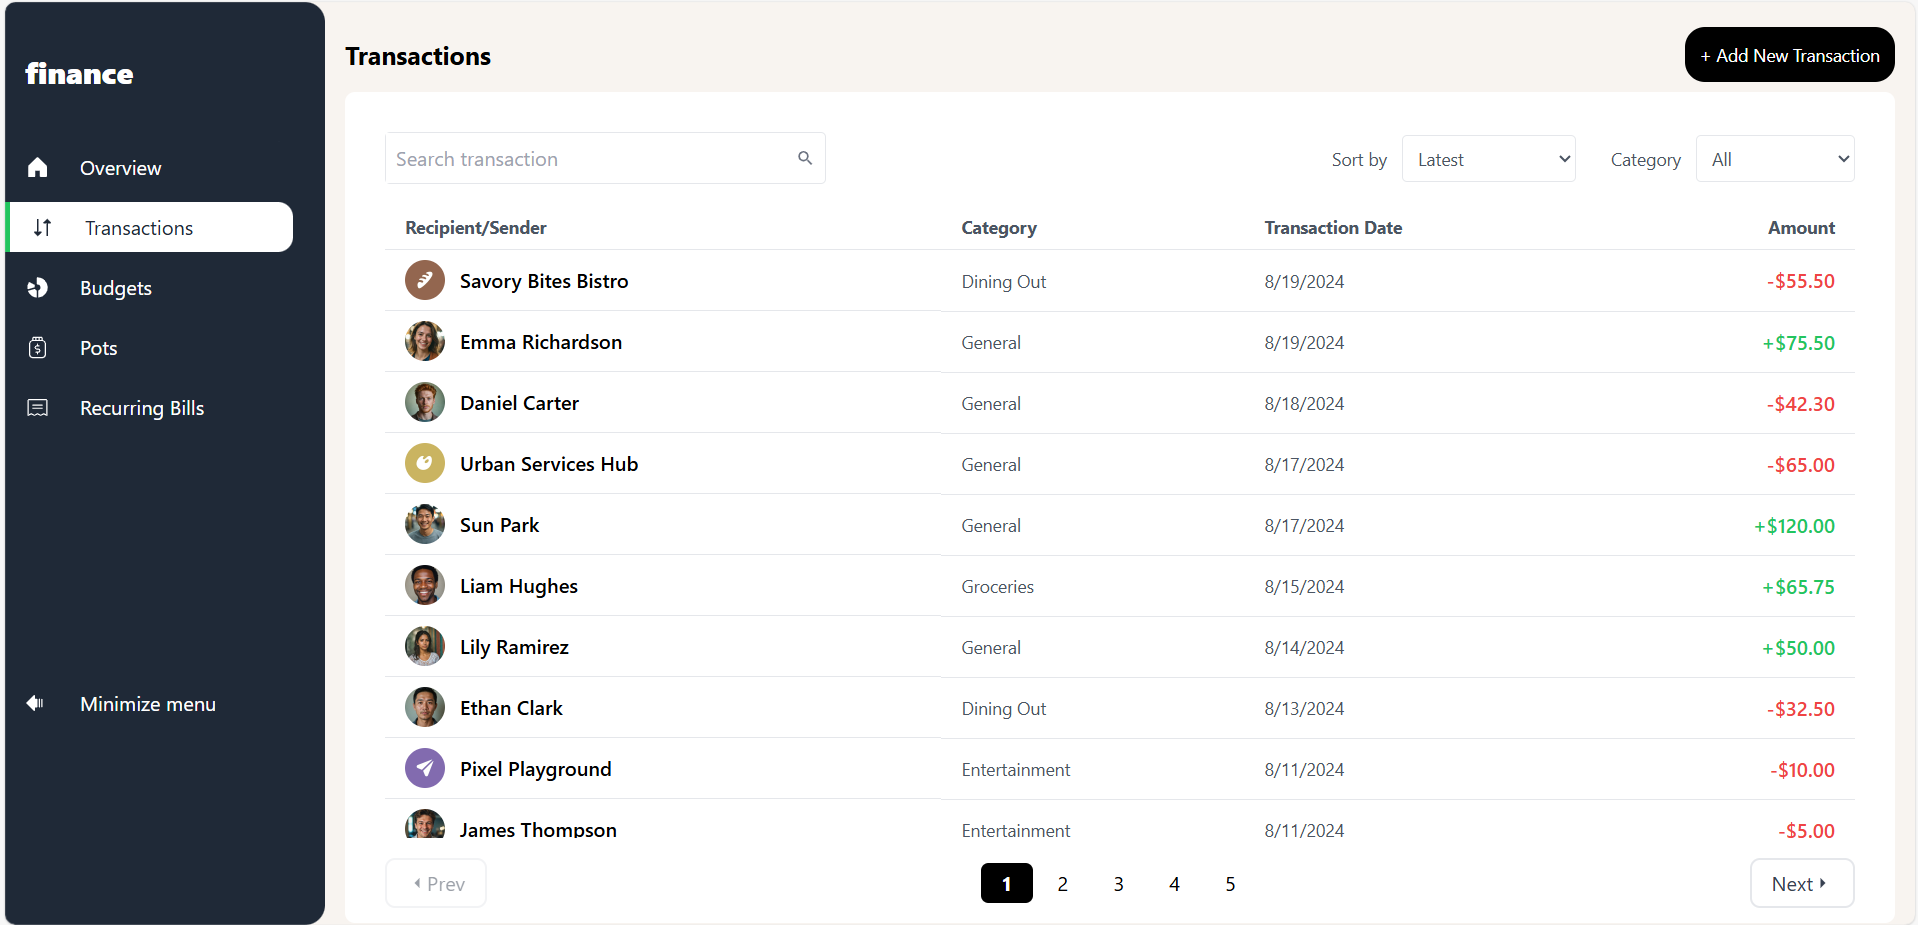 finance
Overview
Transactions
Budgets
Pots
Recurring Bills
Minimize menu
Transactions
+ Add New Transaction
Search transaction
Sort by Latest Category All
Recipient/Sender Category Transaction Date Amount
Savory Bites Bistro Dining Out 8/19/2024 -$55.50
Emma Richardson General 8/19/2024 +$75.50
Daniel Carter General 8/18/2024 -$42.30
Urban Services Hub General 8/17/2024 -$65.00
Sun Park General 8/17/2024 +$120.00
Liam Hughes Groceries 8/15/2024 +$65.75
Lily Ramirez General 8/14/2024 +$50.00
Ethan Clark Dining Out 8/13/2024 -$32.50
Pixel Playground Entertainment 8/11/2024 -$10.00
James Thompson Entertainment 8/11/2024 -$5.00
Prev 1 2 3 4 5 Next